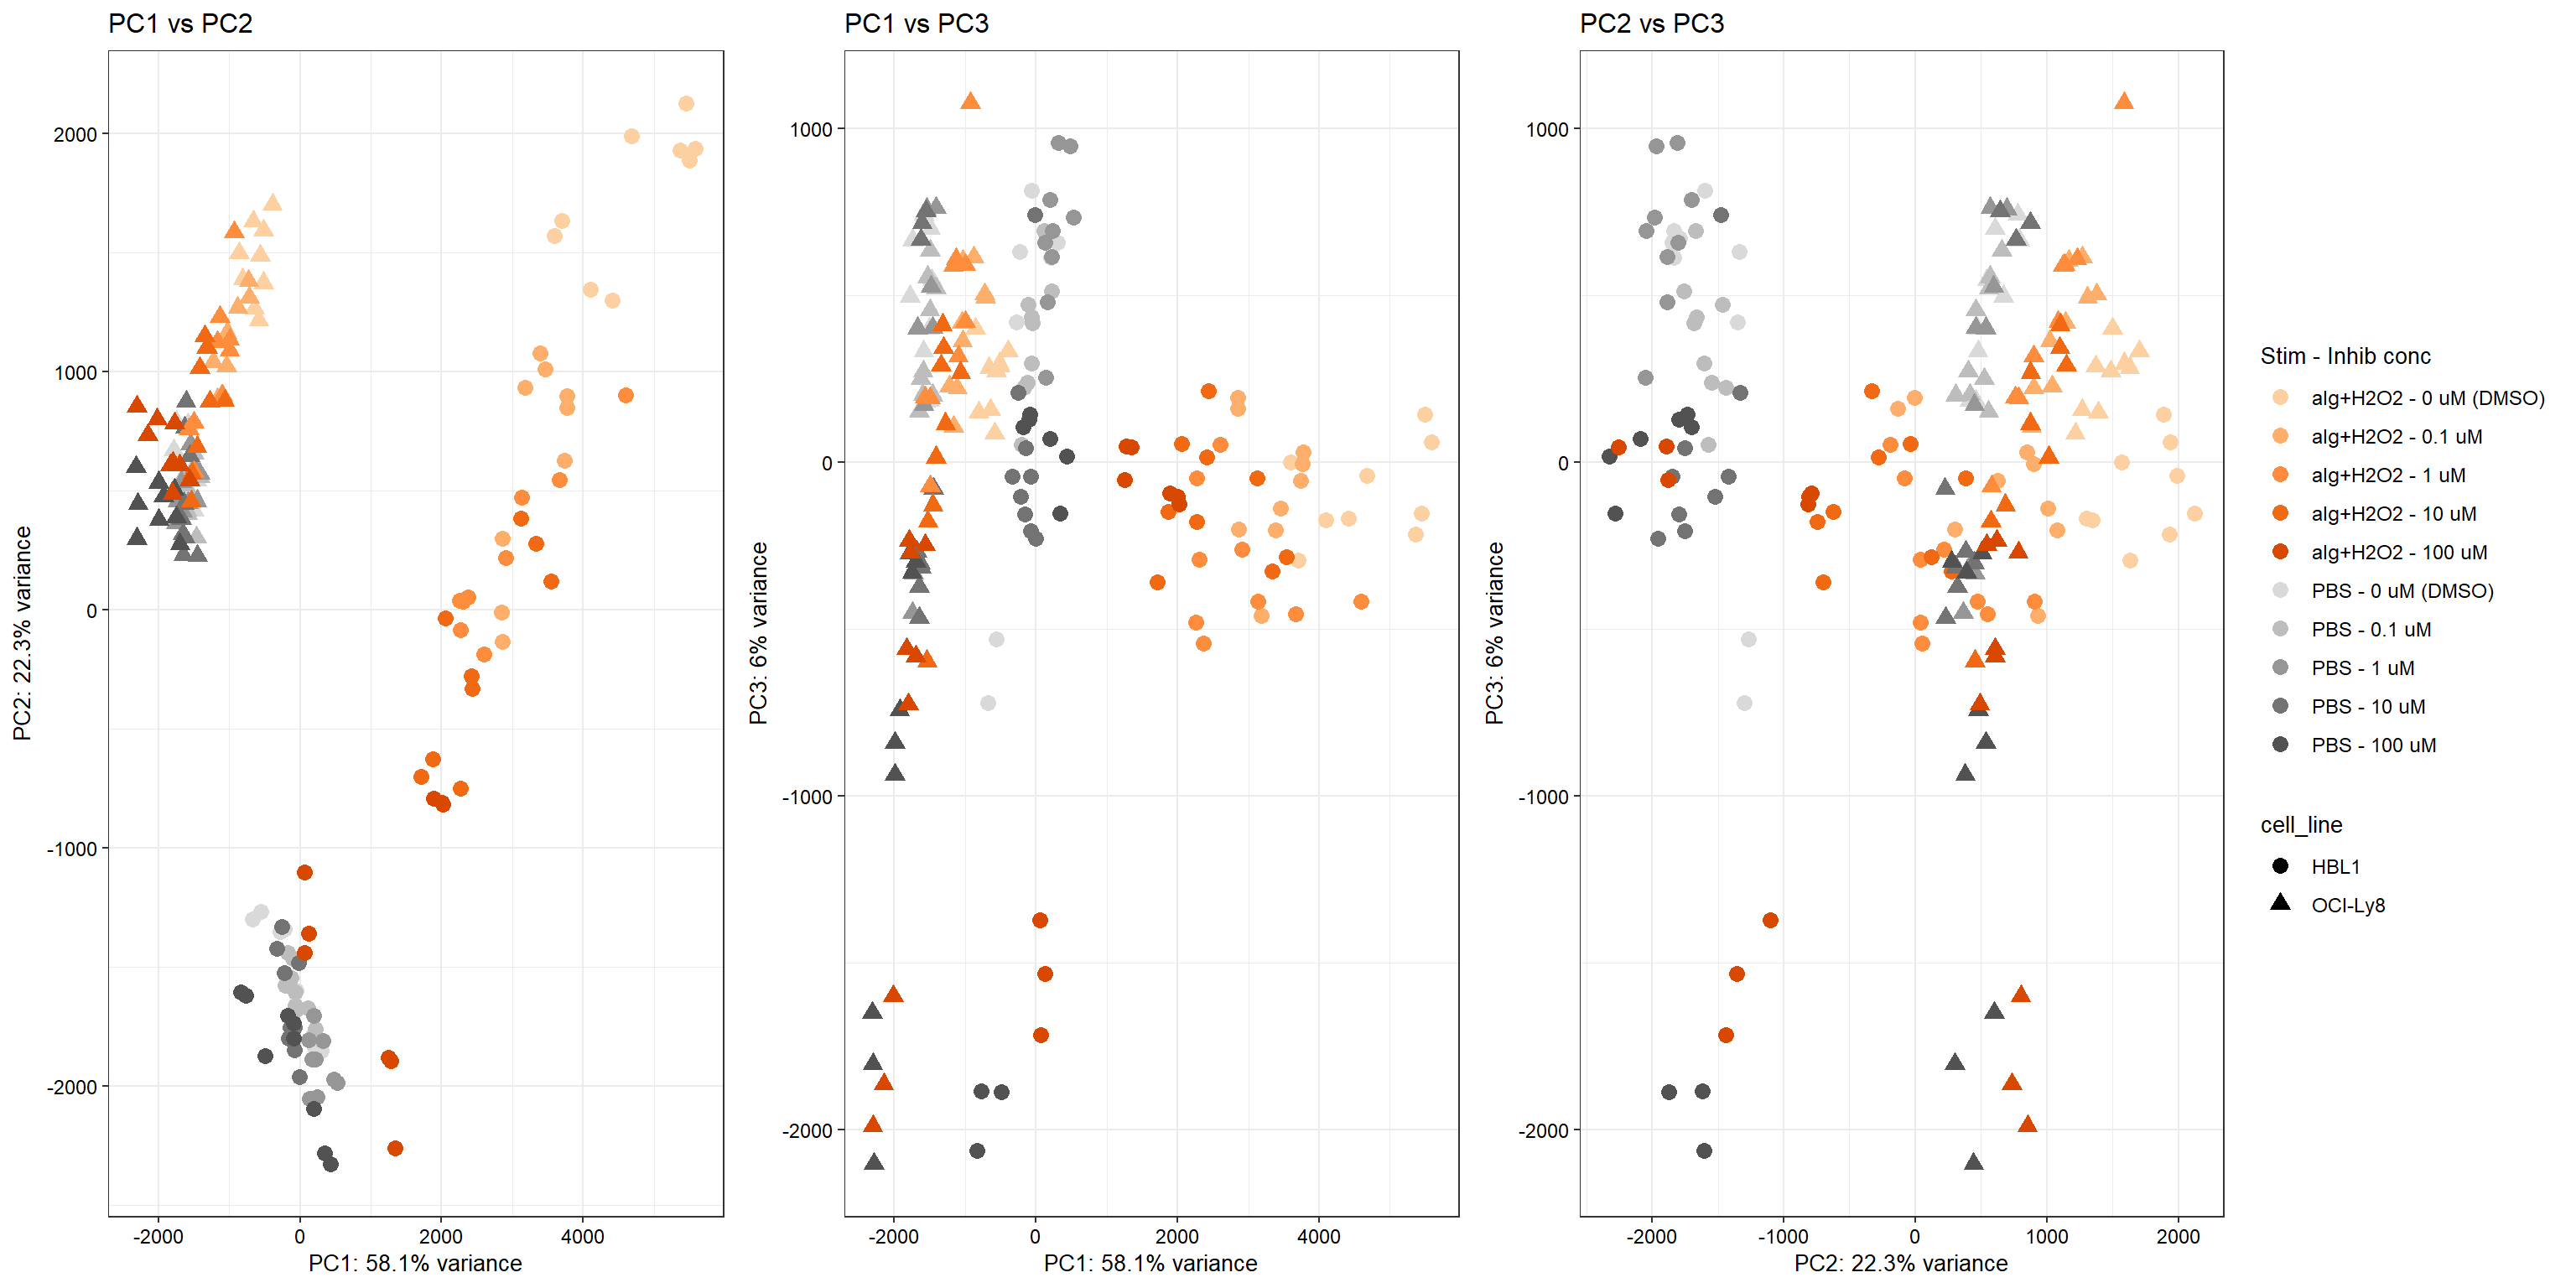 PC1 vs PC2
2000
1000
0
-1000
-2000
-2000
0
2000
4000
PC1: 58.1% variance
PC2: 22.3% variance
PC1 vs PC3
1000
0
-1000
-2000
-2000
0
2000
4000
PC1: 58.1% variance
PC3: 6% variance
PC2 vs PC3
1000
0
-1000
-2000
-2000
-1000
0
1000
2000
PC2: 22.3% variance
PC3: 6% variance
Stim - Inhib conc
aIg+H2O2 - 0 uM (DMSO)
aIg+H2O2 - 0.1 uM
aIg+H2O2 - 1 uM
aIg+H2O2 - 10 uM
aIg+H2O2 - 100 uM
PBS - 0 uM (DMSO)
PBS - 0.1 uM
PBS - 1 uM
PBS - 10 uM
PBS - 100 uM
cell_line
HBL1
OCI-Ly8